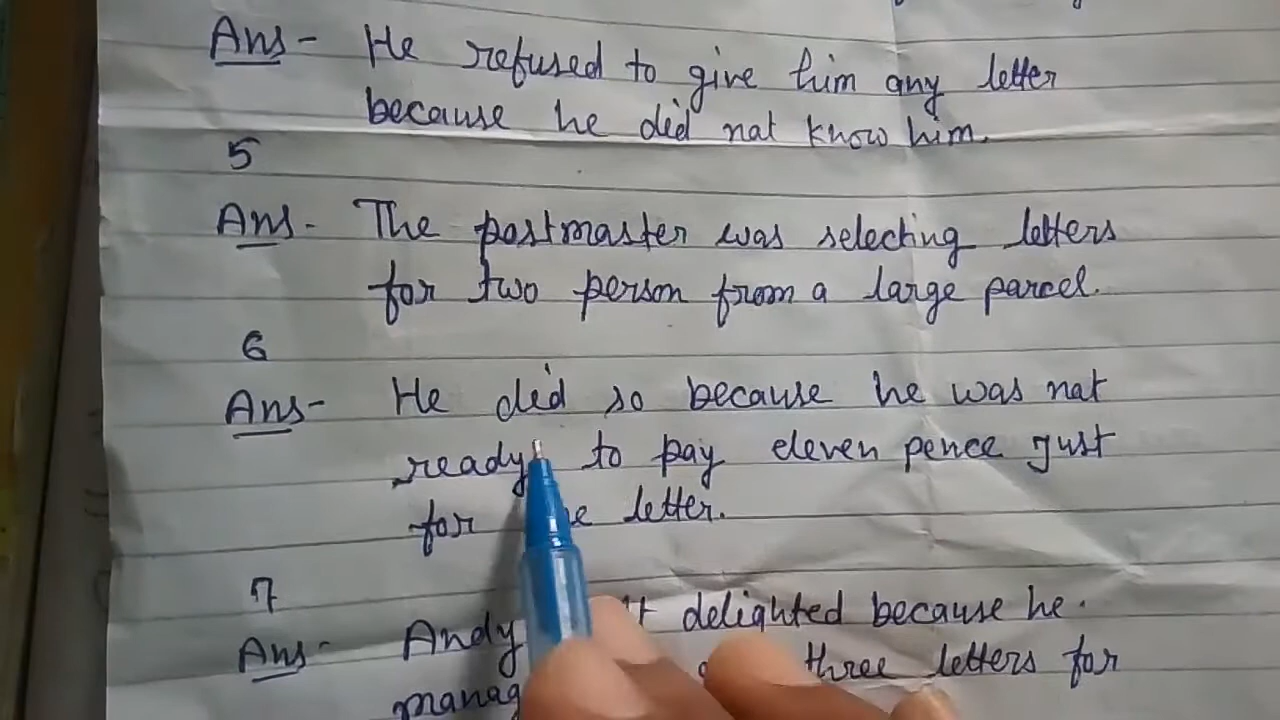 Ans- He refused to give him any letter
because he did nat know him.
5
Ans- The postmaster was selecting letters
for two person from a large parcel.
6
Ans- He did so because he was nat
ready to pay eleven pence just
for letter.
7
Ans- Andy delighted because he.
three letters for